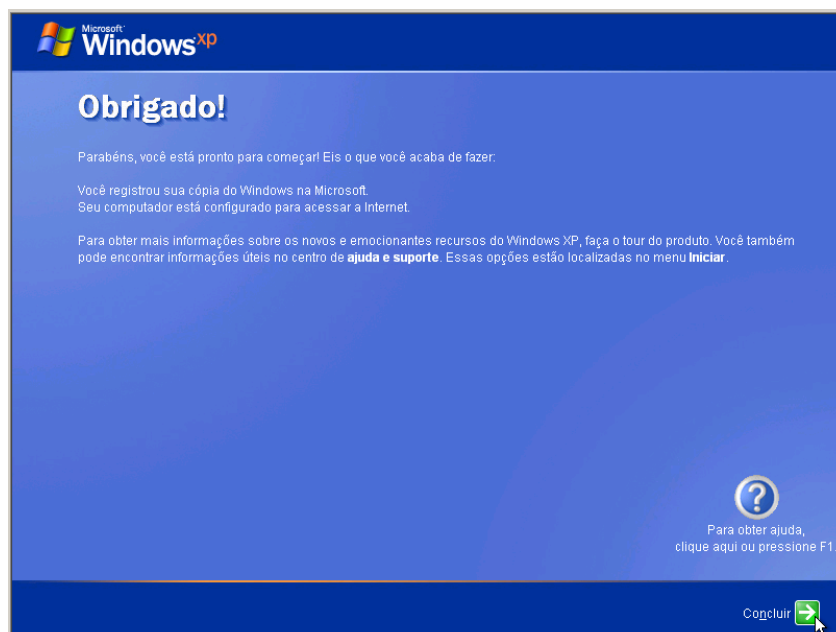 Microsoft
Windows xp
Obrigado!
Parabéns, você está pronto para começar! Eis o que você acaba de fazer:
Você registrou sua cópia do Windows na Microsoft.
Seu computador está configurado para acessar a Internet.
Para obter mais informações sobre os novos e emocionantes recursos do Windows XP, faça o tour do produto. Você também
pode encontrar informações úteis no centro de ajuda e suporte. Essas opções estão localizadas no menu Iniciar.
Para obter ajuda,
clique aqui ou pressione F1.
Concluir